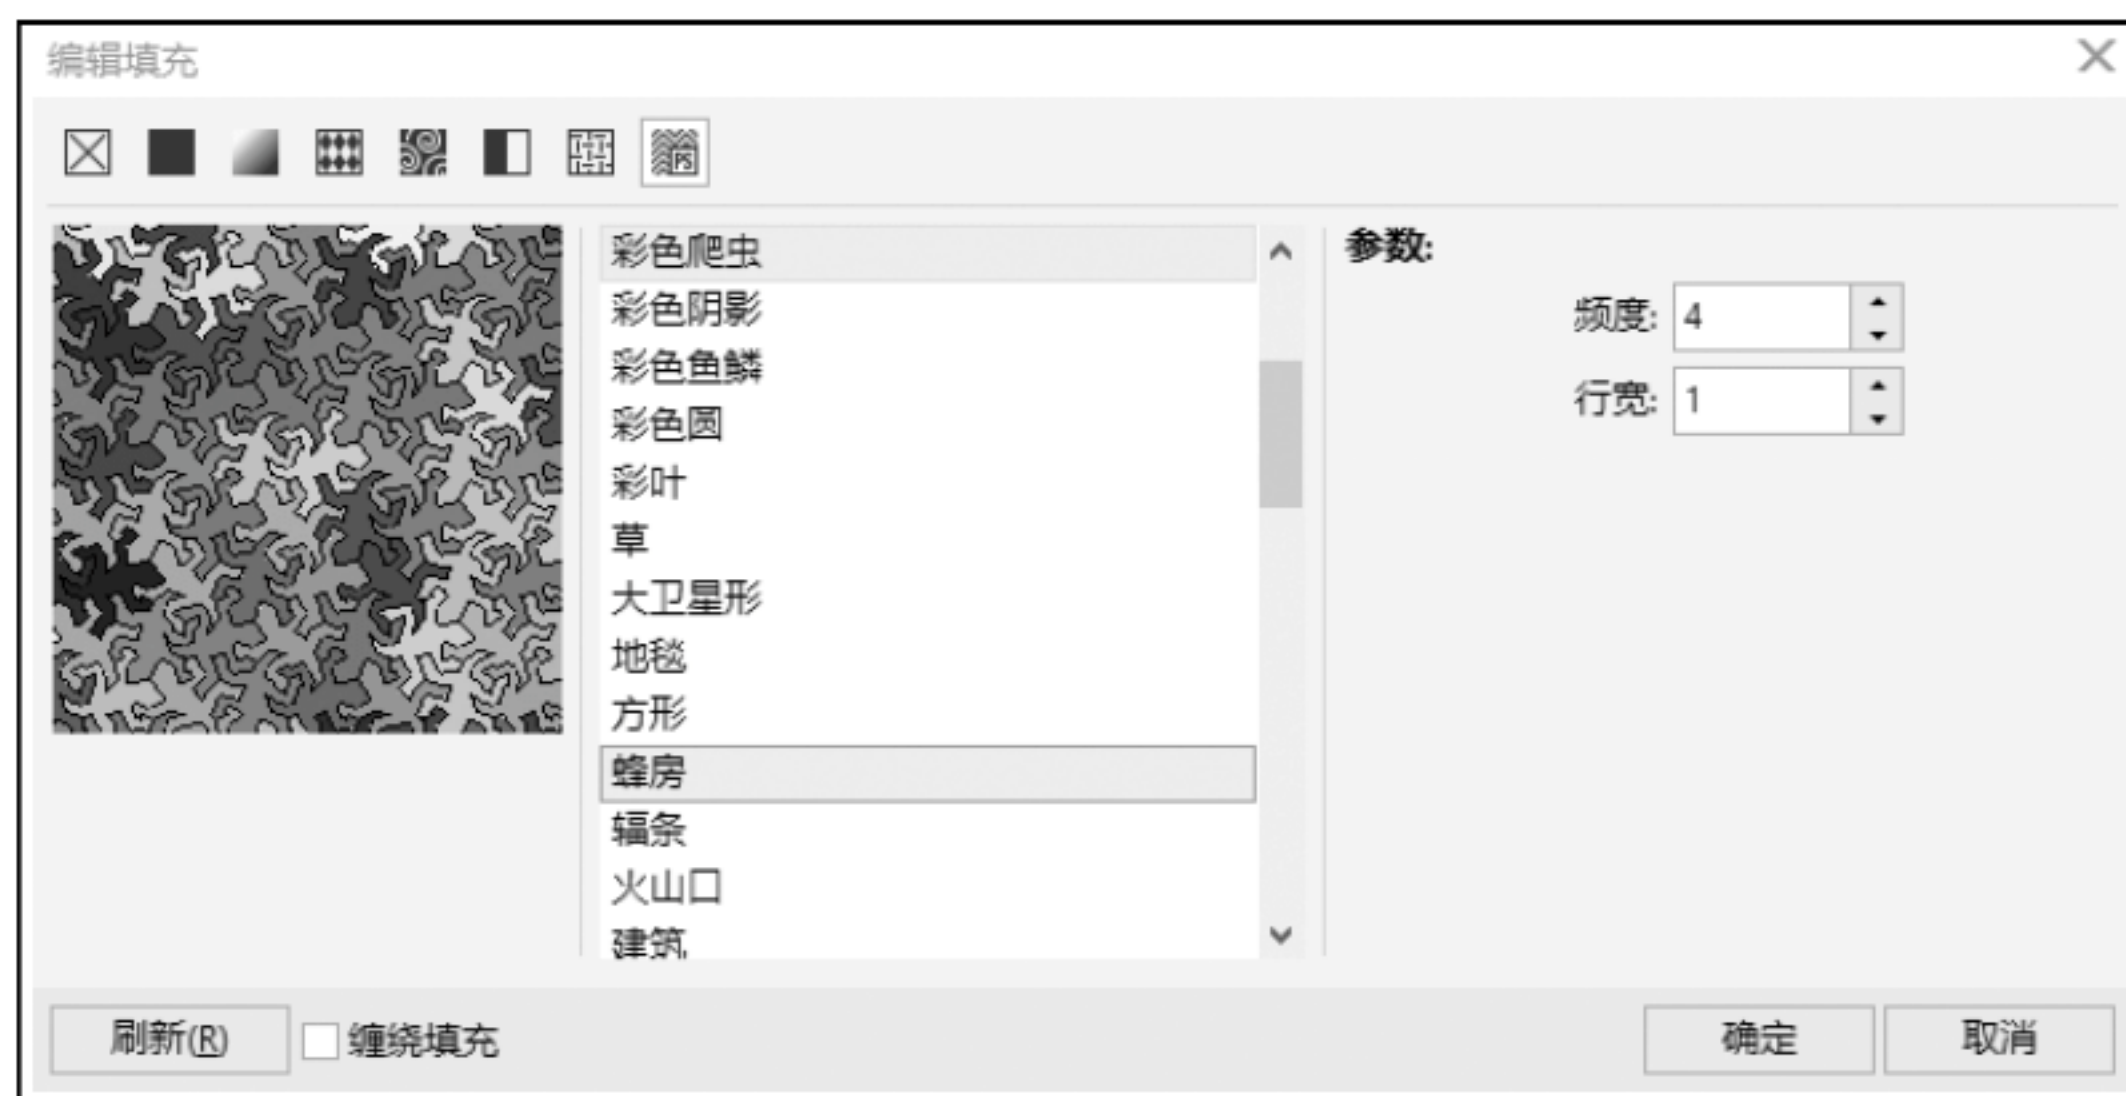 编辑填充
PS
彩色爬虫
彩色阴影
彩色鱼鳞
彩色圆
彩叶
草
大卫星形
地毯
方形
蜂房
辐条
火山口
建筑
参数:
频度: 4
行宽: 1
刷新(R)
缠绕填充
确定
取消